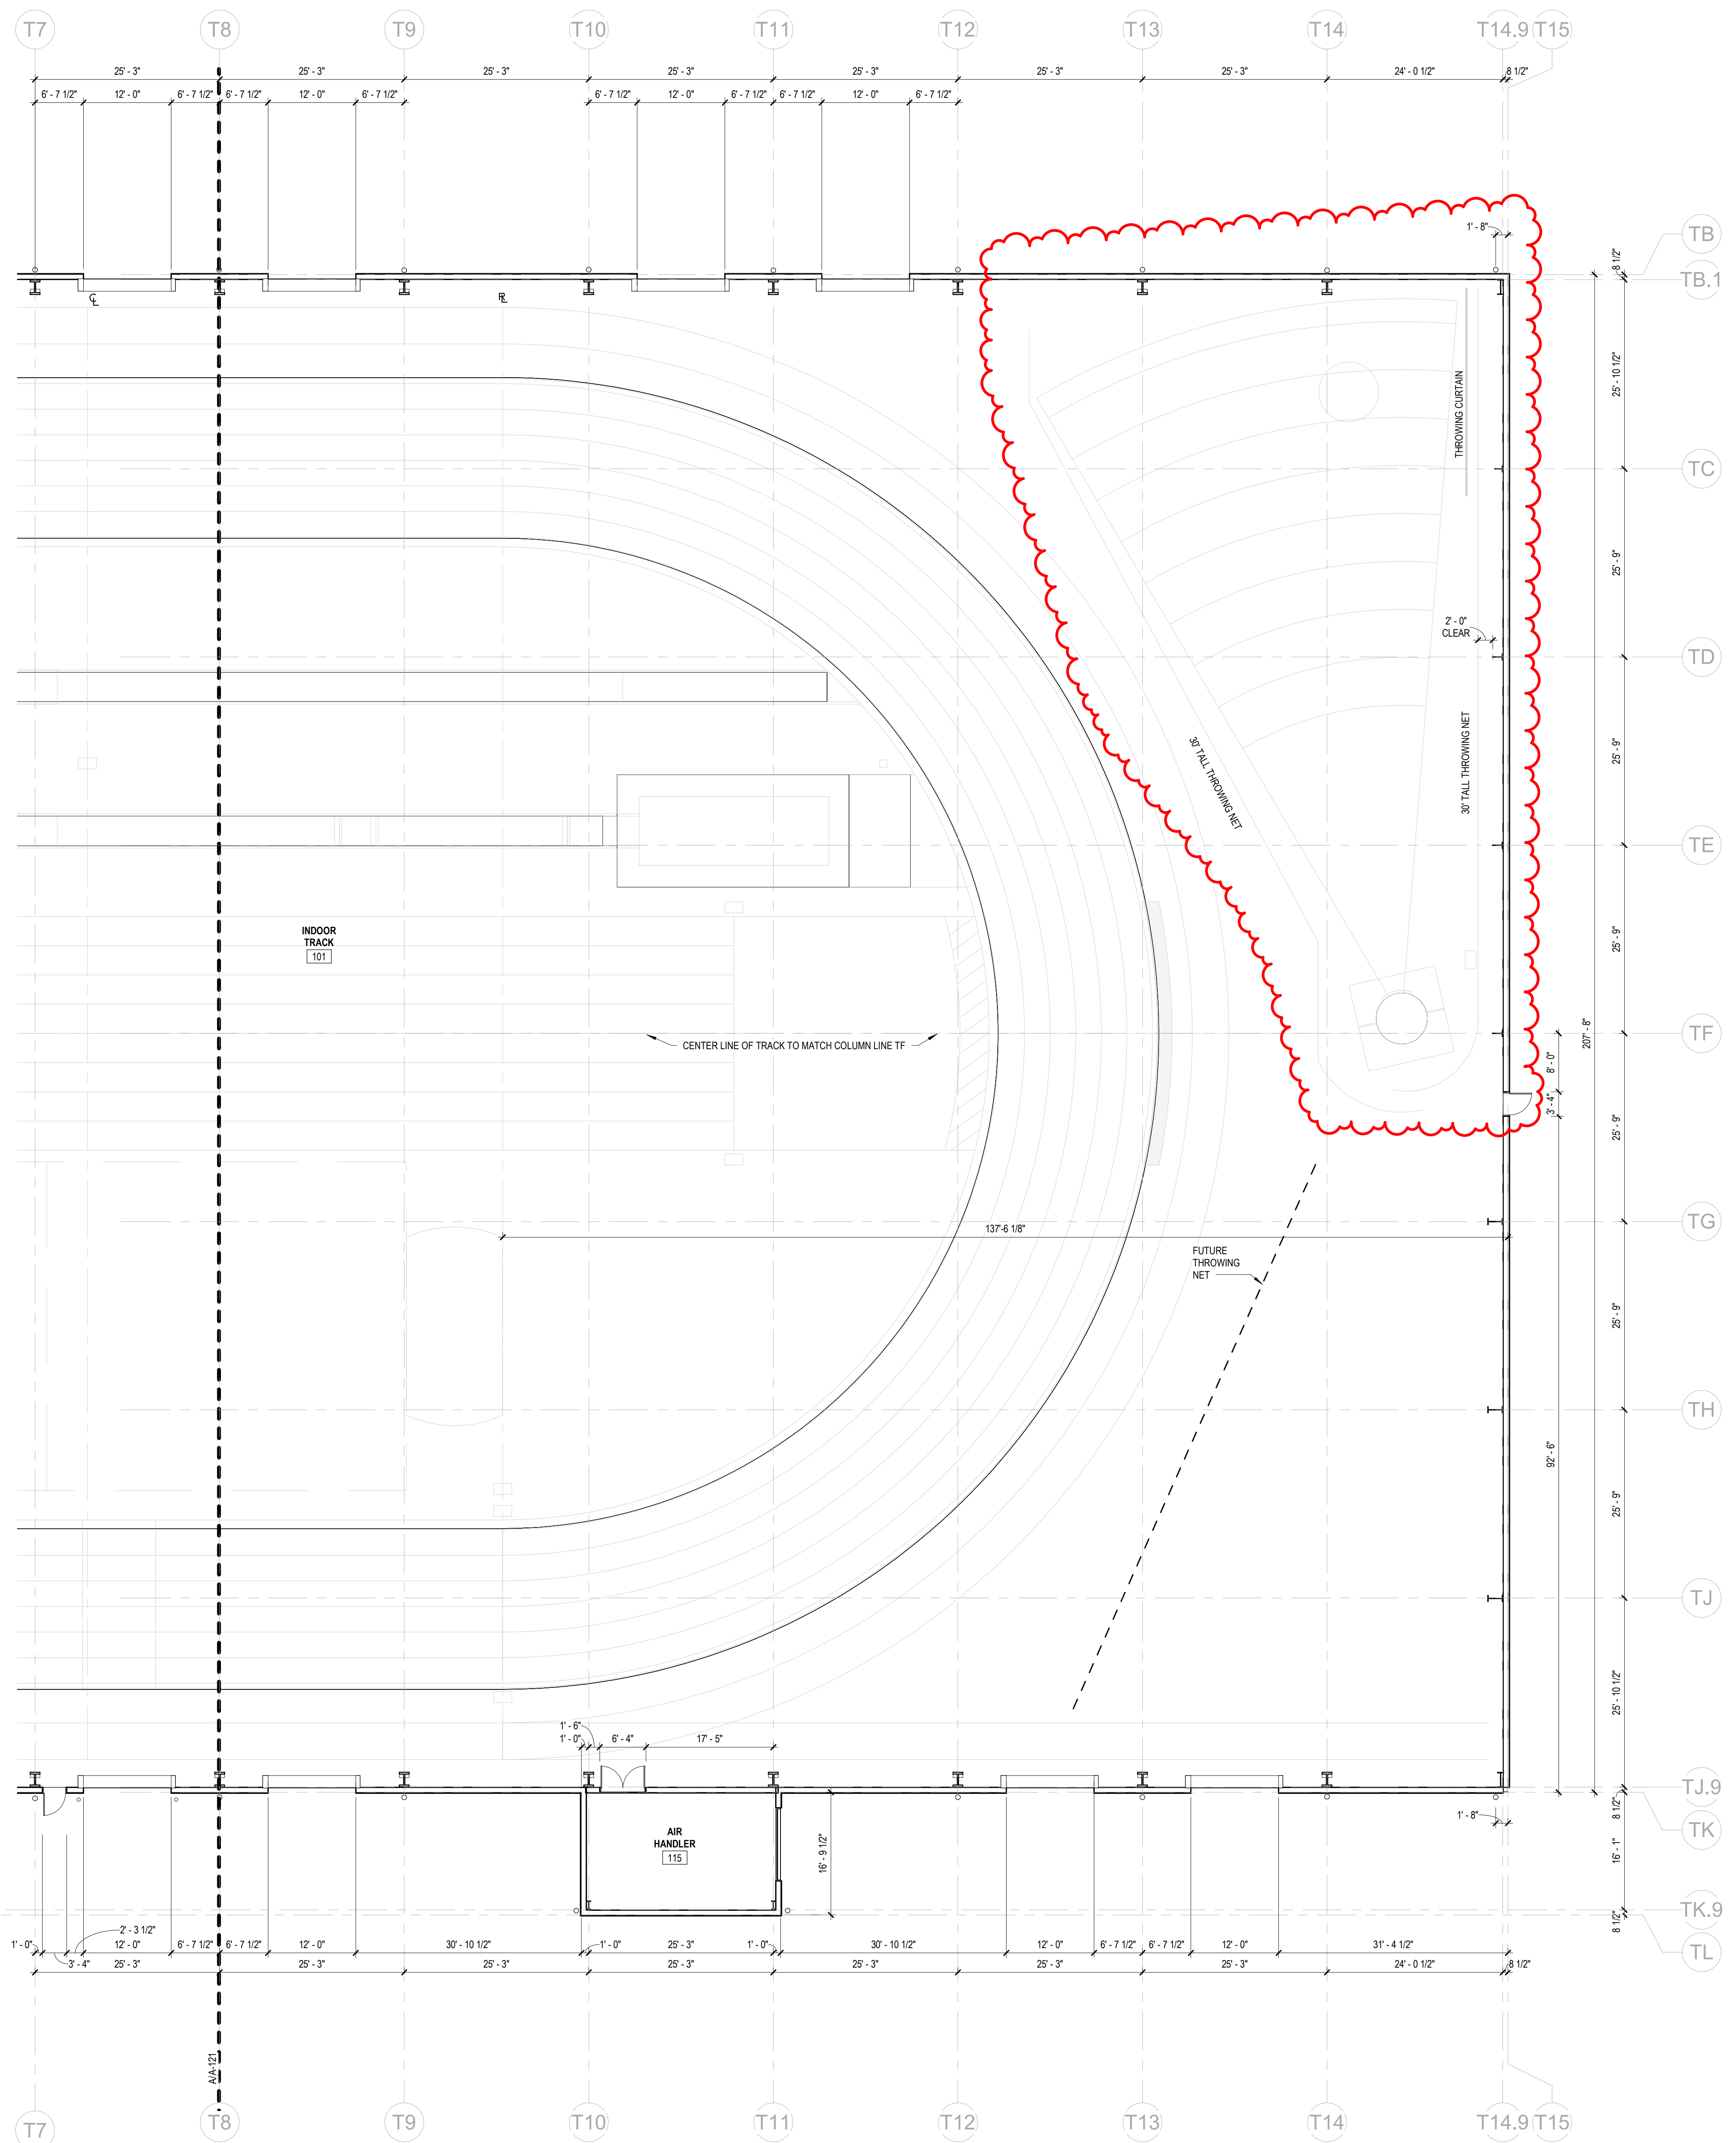 T7 T8 T9 T10 T11 T12 T13 T14 T14.9 T15
25' - 3" 25' - 3" 25' - 3" 25' - 3" 25' - 3" 25' - 3" 25' - 3" 24' - 0 1/2" 8 1/2"
6' - 7 1/2" 12' - 0" 6' - 7 1/2" 6' - 7 1/2" 12' - 0" 6' - 7 1/2" 6' - 7 1/2" 12' - 0" 6' - 7 1/2" 6' - 7 1/2" 12' - 0" 6' - 7 1/2"
1' - 8"
TB
8 1/2"
TB.1
CL
RL
25' - 10 1/2"
THROWING CURTAIN
TC
25' - 9"
2' - 0"
CLEAR
TD
30' TALL THROWING NET
30' TALL THROWING NET
25' - 9"
TE
INDOOR
TRACK
101
25' - 9"
CENTER LINE OF TRACK TO MATCH COLUMN LINE TF
TF
207' - 8"
8' - 0"
3' - 4"
25' - 9"
TG
137'-6 1/8"
FUTURE
THROWING
NET
25' - 9"
TH
92' - 6"
25' - 9"
TJ
25' - 10 1/2"
1' - 6"
1' - 0" 6' - 4" 17' - 5"
TJ.9
8 1/2"
1' - 8"
TK
AIR
HANDLER
115
16' - 9 1/2"
16' - 1"
TK.9
8 1/2"
TL
2' - 3 1/2"
1' - 0" 12' - 0" 6' - 7 1/2" 6' - 7 1/2" 12' - 0" 30' - 10 1/2" 1' - 0" 25' - 3" 1' - 0" 30' - 10 1/2" 12' - 0" 6' - 7 1/2" 6' - 7 1/2" 12' - 0" 31' - 4 1/2"
3' - 4"
25' - 3" 25' - 3" 25' - 3" 25' - 3" 25' - 3" 25' - 3" 25' - 3" 24' - 0 1/2" 8 1/2"
A/A-121
T7 T8 T9 T10 T11 T12 T13 T14 T14.9 T15